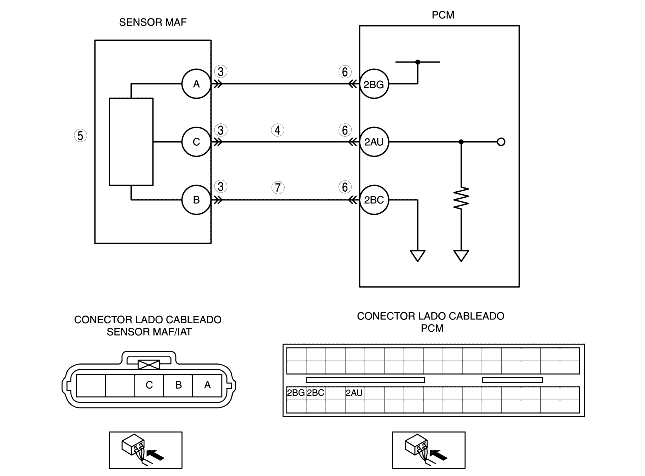 SENSOR MAF
PCM
A
3
6
2BG
5
C
3
4
6
2AU
B
3
7
6
2BC
CONECTOR LADO CABLEADO
SENSOR MAF/IAT
CONECTOR LADO CABLEADO
PCM
C B A
2BG 2BC 2AU